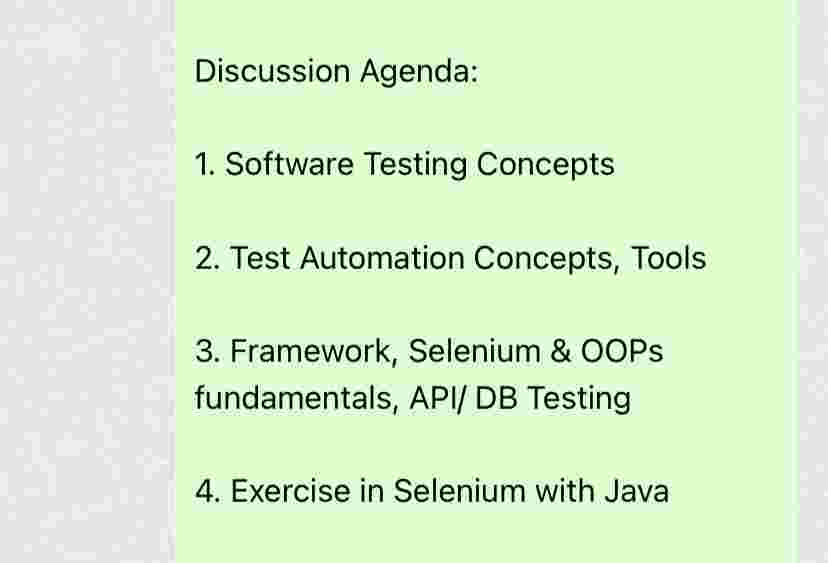 Discussion Agenda:
1. Software Testing Concepts
2. Test Automation Concepts, Tools
3. Framework, Selenium & OOPs
fundamentals, API/ DB Testing
4. Exercise in Selenium with Java